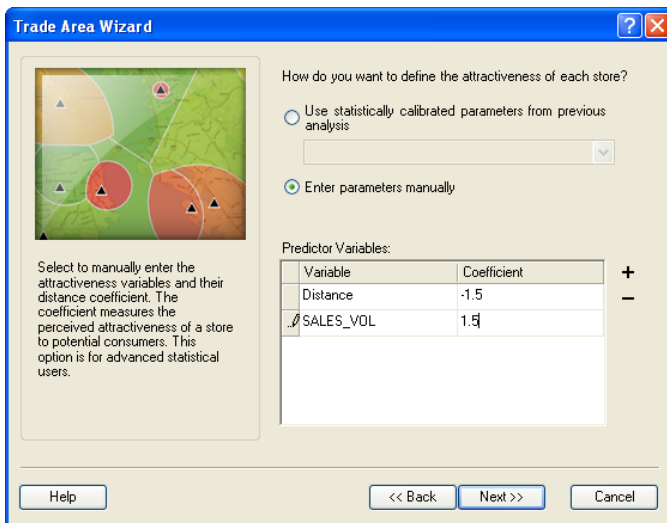 Trade Area Wizard
How do you want to define the attractiveness of each store?
Use statistically calibrated parameters from previous
analysis
Enter parameters manually
Select to manually enter the
attractiveness variables and their
distance coefficient. The
coefficient measures the
perceived attractiveness of a store
to potential consumers. This
option is for advanced statistical
users.
Predictor Variables:
Variable Coefficient
Distance -1.5
SALES_VOL 1.5
+
−
Help << Back Next >> Cancel